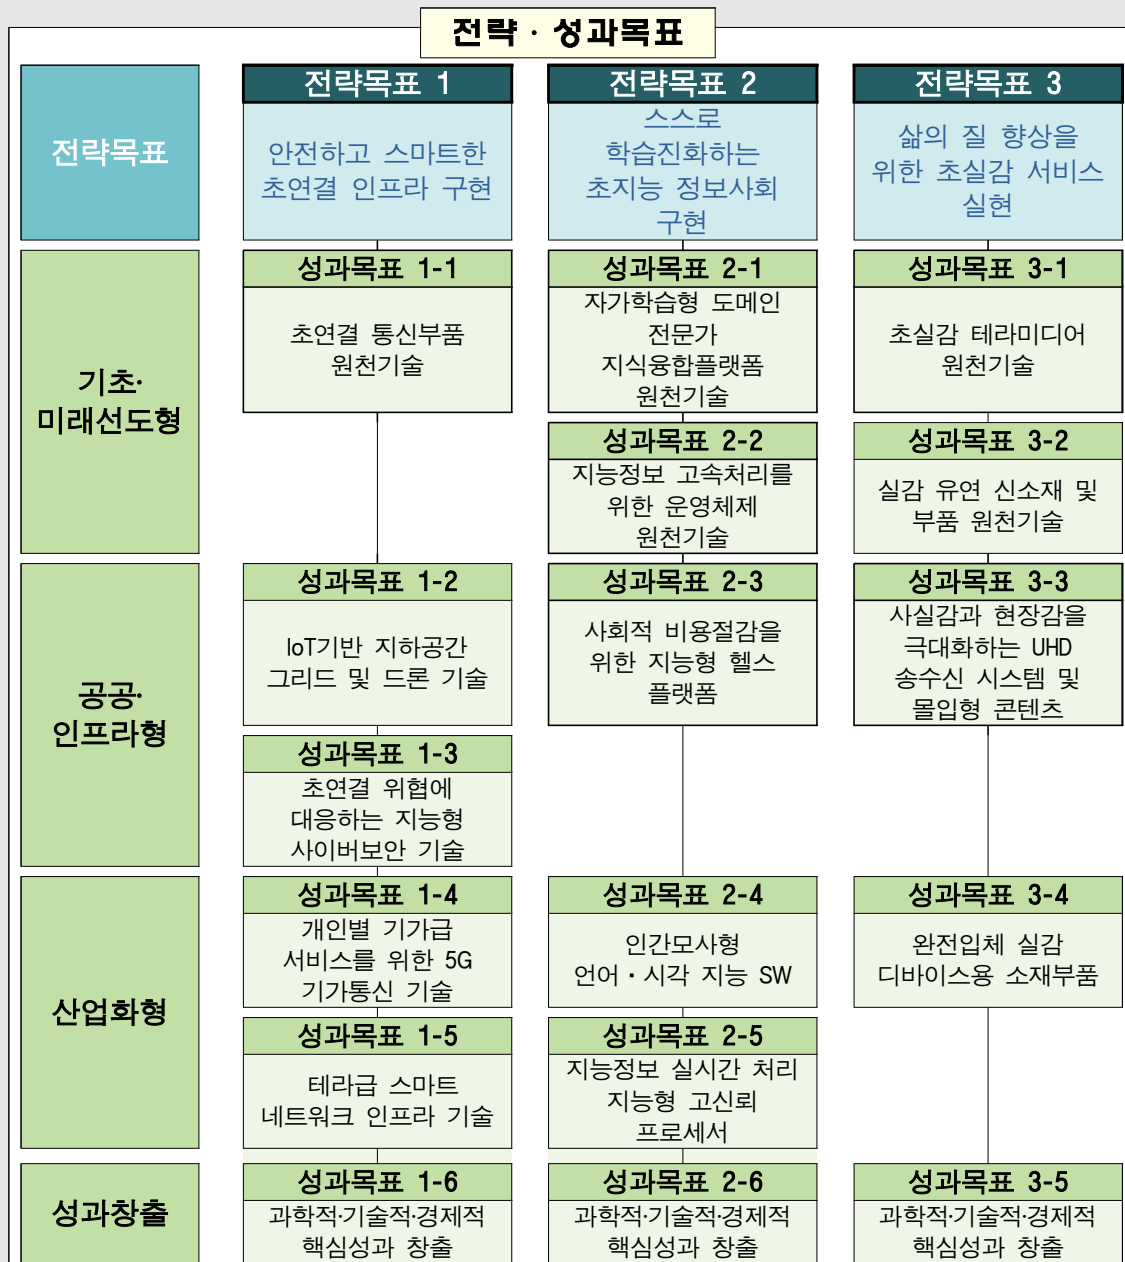 전략 · 성과목표
전략목표
전략목표 1
안전하고 스마트한
초연결 인프라 구현
전략목표 2
스스로
학습진화하는
초지능 정보사회
구현
전략목표 3
삶의 질 향상을
위한 초실감 서비스
실현
기초·
미래선도형
성과목표 1-1
초연결 통신부품
원천기술
성과목표 2-1
자가학습형 도메인
전문가
지식융합플랫폼
원천기술
성과목표 3-1
초실감 테라미디어
원천기술
성과목표 2-2
지능정보 고속처리를
위한 운영체제
원천기술
성과목표 3-2
실감 유연 신소재 및
부품 원천기술
공공·
인프라형
성과목표 1-2
IoT기반 지하공간
그리드 및 드론 기술
성과목표 2-3
사회적 비용절감을
위한 지능형 헬스
플랫폼
성과목표 3-3
사실감과 현장감을
극대화하는 UHD
송수신 시스템 및
몰입형 콘텐츠
성과목표 1-3
초연결 위협에
대응하는 지능형
사이버보안 기술
산업화형
성과목표 1-4
개인별 기가급
서비스를 위한 5G
기가통신 기술
성과목표 2-4
인간모사형
언어·시각 지능 SW
성과목표 3-4
완전입체 실감
디바이스용 소재부품
성과목표 1-5
테라급 스마트
네트워크 인프라 기술
성과목표 2-5
지능정보 실시간 처리
지능형 고신뢰
프로세서
성과창출
성과목표 1-6
과학적·기술적·경제적
핵심성과 창출
성과목표 2-6
과학적·기술적·경제적
핵심성과 창출
성과목표 3-5
과학적·기술적·경제적
핵심성과 창출